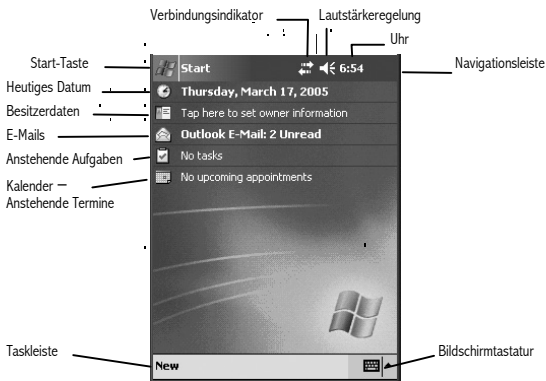 Verbindungsindikator
Lautstärkeregelung
Uhr
Start-Taste
Start
6:54
Navigationsleiste
Heutiges Datum
Thursday, March 17, 2005
Besitzerdaten
Tap here to set owner information
E-Mails
Outlook E-Mail: 2 Unread
Anstehende Aufgaben
No tasks
Kalender –
Anstehende Termine
No upcoming appointments
Taskleiste
New
Bildschirmtastatur